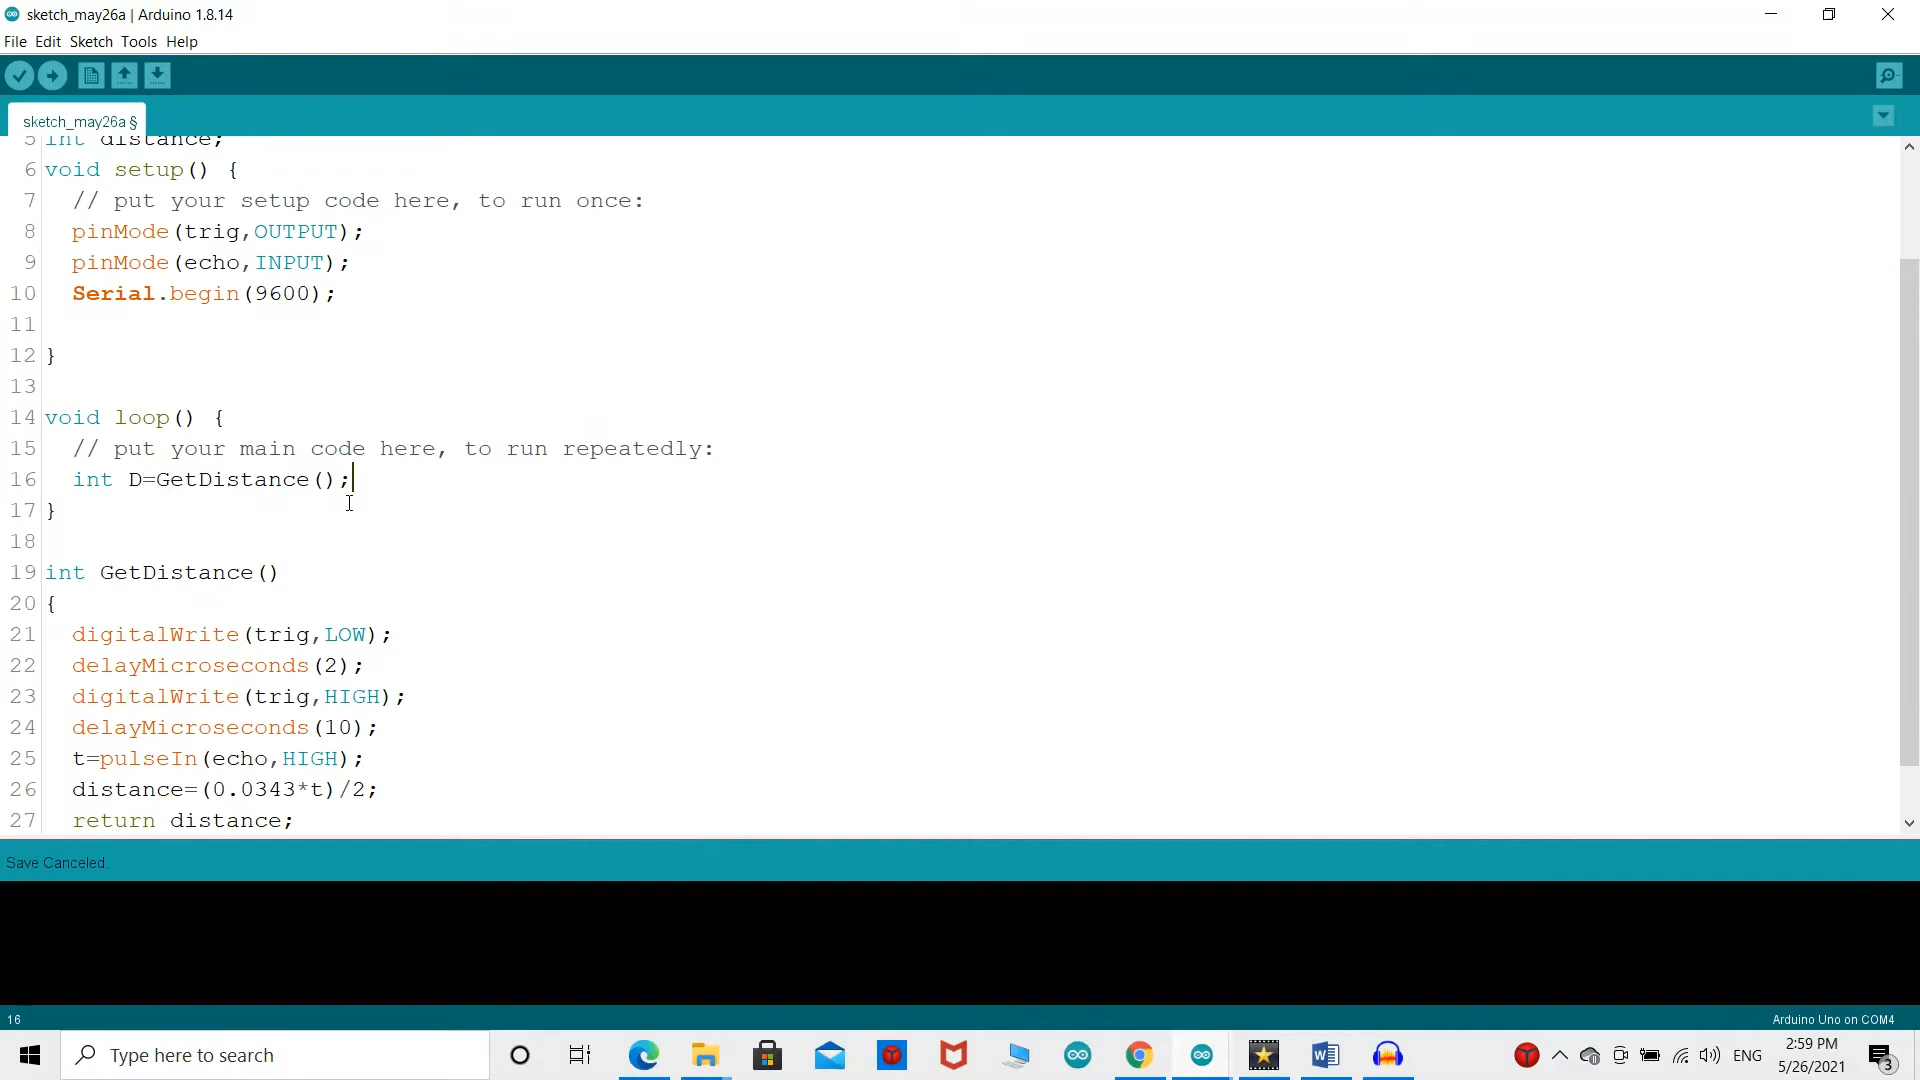 sketch_may26a | Arduino 1.8.14
File Edit Sketch Tools Help
sketch_may26a §
5 int distance;
6 void setup() {
7 // put your setup code here, to run once:
8 pinMode(trig,OUTPUT);
9 pinMode(echo,INPUT);
10 Serial.begin(9600);
11
12 }
13
14 void loop() {
15 // put your main code here, to run repeatedly:
16 int D=GetDistance();
17 }
18
19 int GetDistance()
20 {
21 digitalWrite(trig,LOW);
22 delayMicroseconds(2);
23 digitalWrite(trig,HIGH);
24 delayMicroseconds(10);
25 t=pulseIn(echo,HIGH);
26 distance=(0.0343*t)/2;
27 return distance;
Save Canceled.
16
Arduino Uno on COM4
Type here to search
ENG
2:59 PM
5/26/2021
3